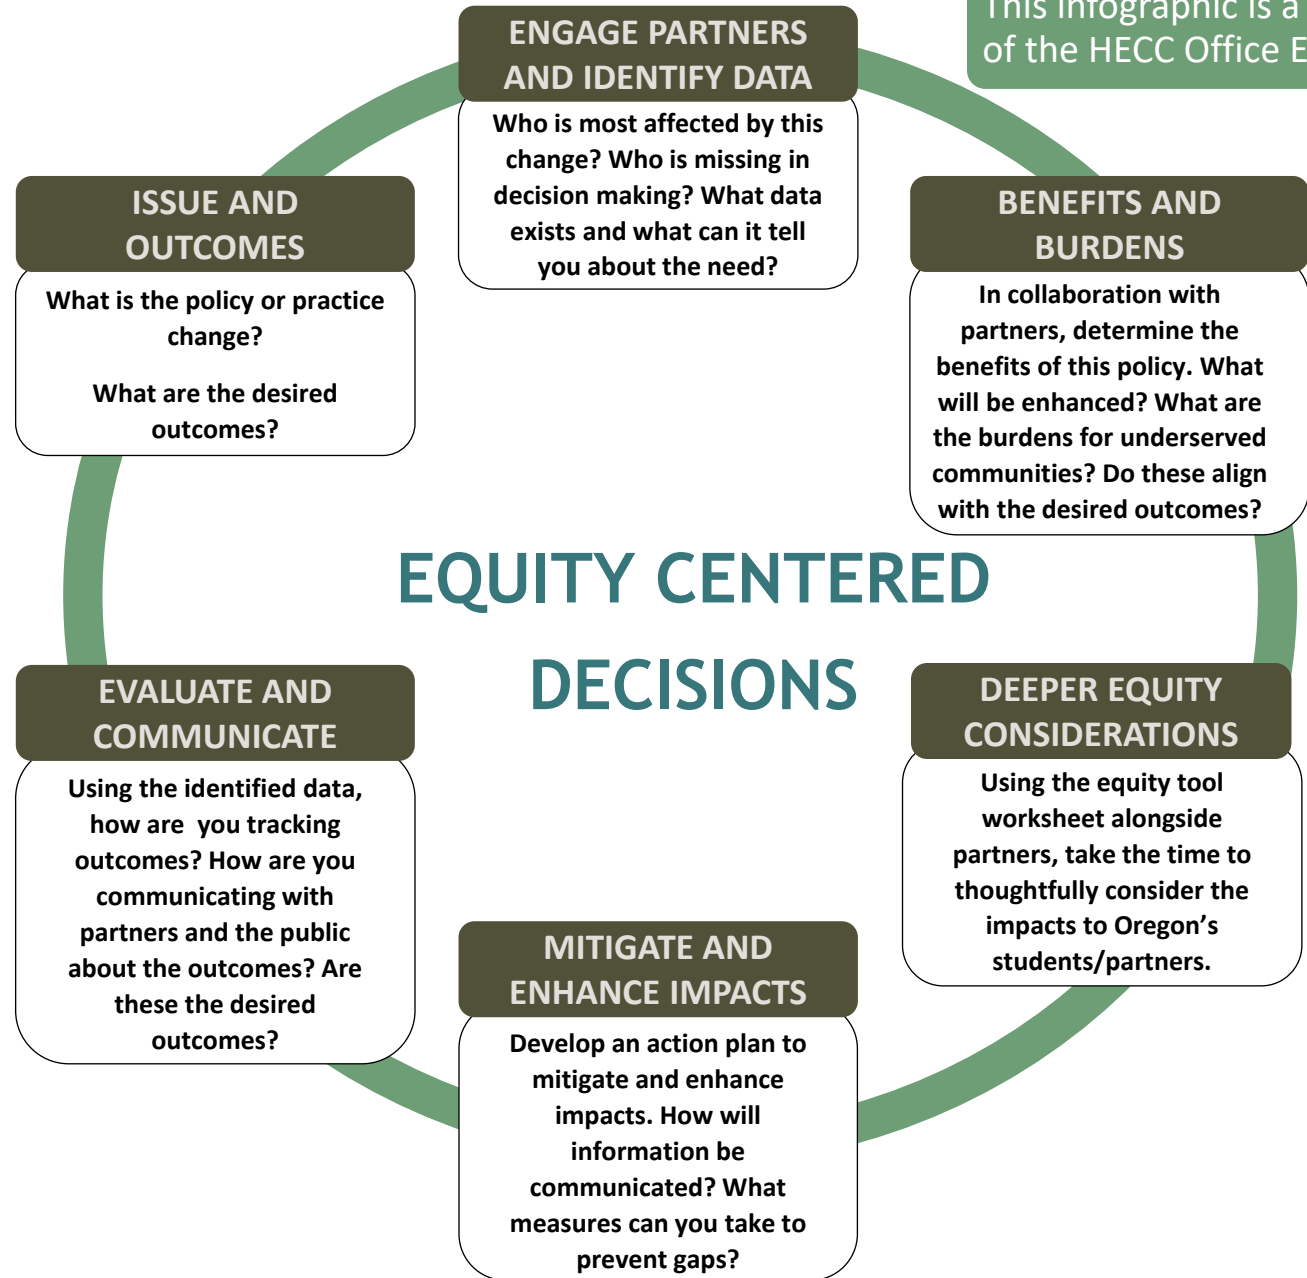 This infographic is a
of the HECC Office E
ENGAGE PARTNERS
AND IDENTIFY DATA
Who is most affected by this
change? Who is missing in
decision making? What data
exists and what can it tell
you about the need?
BENEFITS AND
BURDENS
In collaboration with
partners, determine the
benefits of this policy. What
will be enhanced? What are
the burdens for underserved
communities? Do these align
with the desired outcomes?
ISSUE AND
OUTCOMES
What is the policy or practice
change?
What are the desired
outcomes?
EQUITY CENTERED
DECISIONS
DEEPER EQUITY
CONSIDERATIONS
Using the equity tool
worksheet alongside
partners, take the time to
thoughtfully consider the
impacts to Oregon’s
students/partners.
MITIGATE AND
ENHANCE IMPACTS
Develop an action plan to
mitigate and enhance
impacts. How will
information be
communicated? What
measures can you take to
prevent gaps?
EVALUATE AND
COMMUNICATE
Using the identified data,
how are  you tracking
outcomes? How are you
communicating with
partners and the public
about the outcomes? Are
these the desired
outcomes?